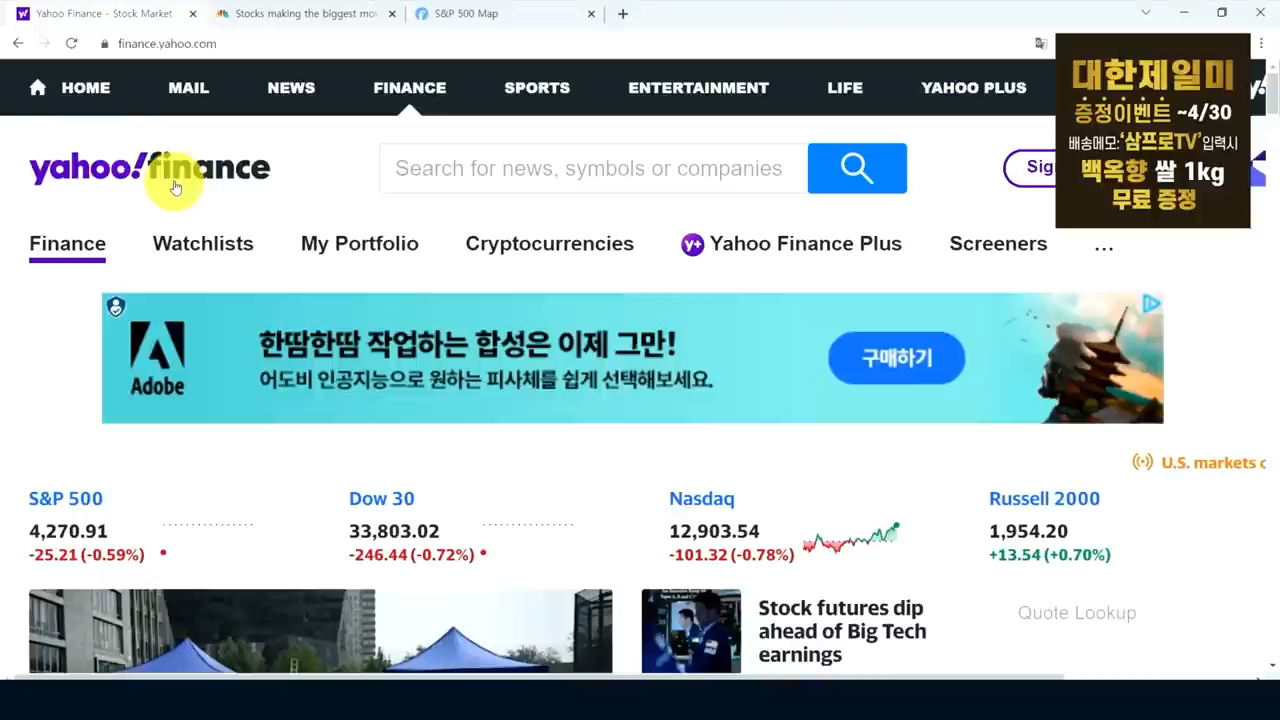 Yahoo Finance - Stock Market
Stocks making the biggest mov
S&P 500 Map
finance.yahoo.com
HOME
MAIL
NEWS
FINANCE
SPORTS
ENTERTAINMENT
LIFE
YAHOO PLUS
대한제일미
증정이벤트 ~4/30
배송메모:'삼프로TV'입력시
백옥향 쌀 1kg
무료 증정
yahoo!finance
Search for news, symbols or companies
Sig
Finance
Watchlists
My Portfolio
Cryptocurrencies
y+ Yahoo Finance Plus
Screeners
...
Adobe
한땀한땀 작업하는 합성은 이제 그만!
어도비 인공지능으로 원하는 피사체를 쉽게 선택해보세요.
구매하기
U.S. markets c
S&P 500
4,270.91
-25.21 (-0.59%)
Dow 30
33,803.02
-246.44 (-0.72%)
Nasdaq
12,903.54
-101.32 (-0.78%)
Russell 2000
1,954.20
+13.54 (+0.70%)
Stock futures dip
ahead of Big Tech
earnings
Quote Lookup